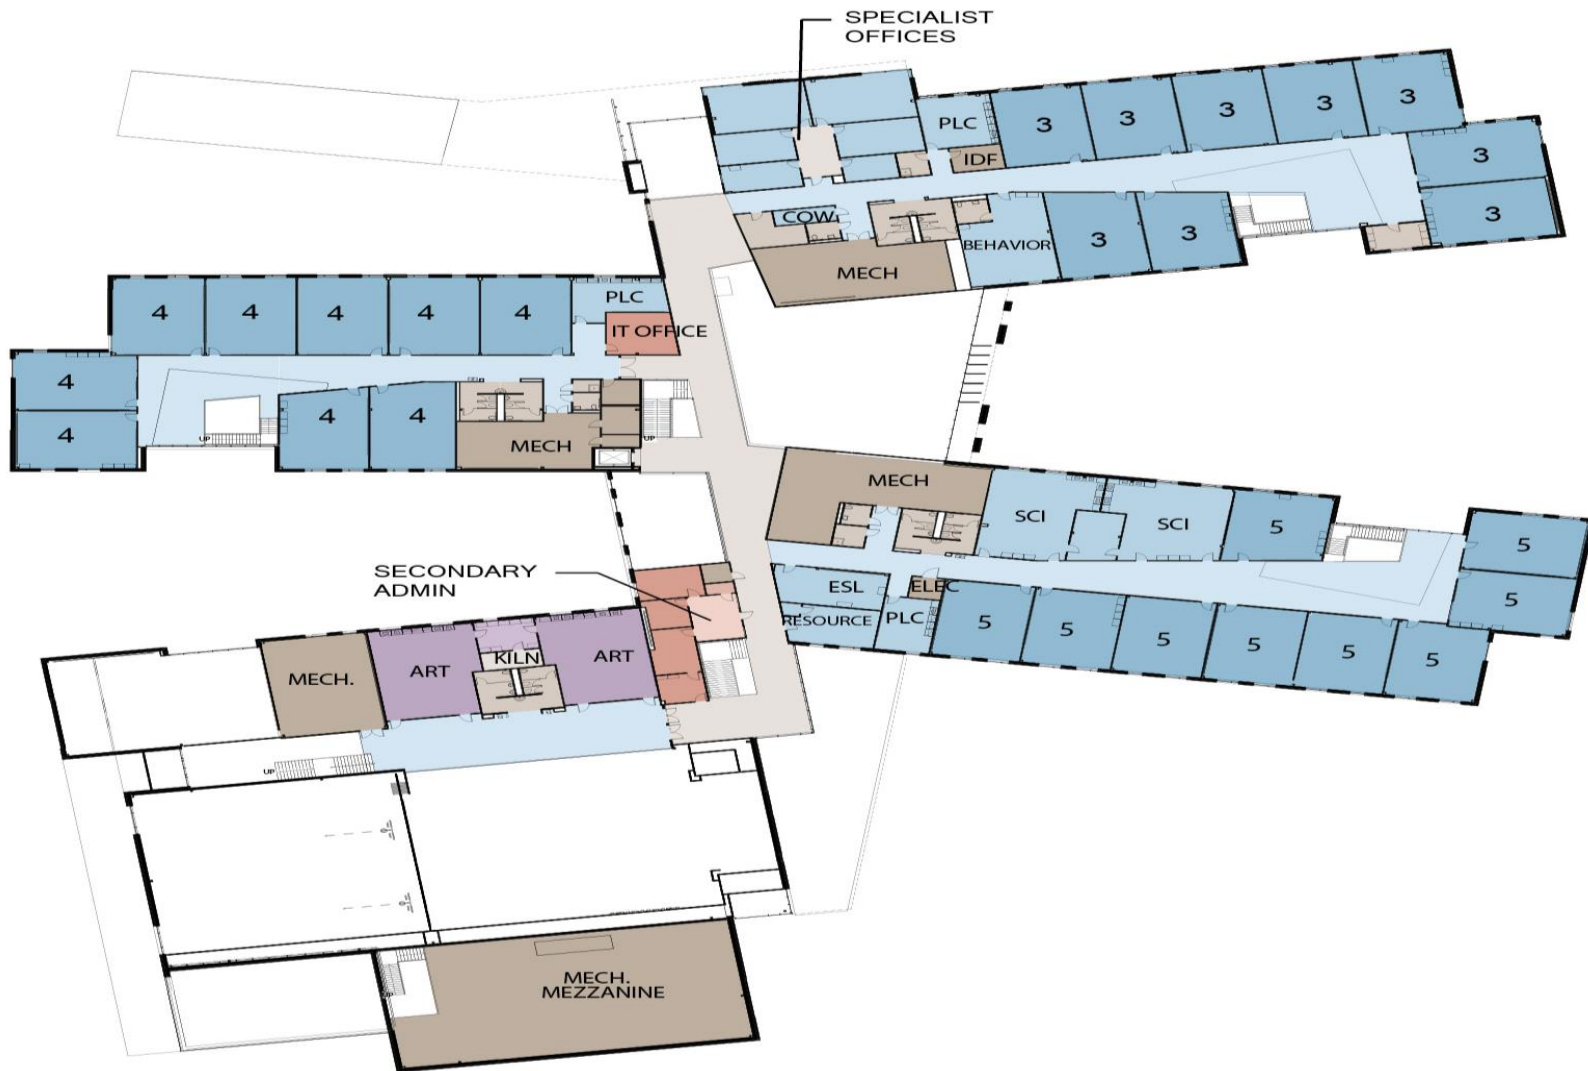 SPECIALIST
OFFICES
PLC
3
3
3
3
3
IDF
3
3
COW
BEHAVIOR
3
3
MECH
4
4
4
4
4
PLC
IT OFFICE
4
4
4
4
MECH
UP
UP
MECH
SCI
SCI
5
5
5
ESL
ELEC
RESOURCE
PLC
5
5
5
5
5
5
SECONDARY
ADMIN
MECH.
ART
KILN
ART
UP
MECH.
MEZZANINE
UP